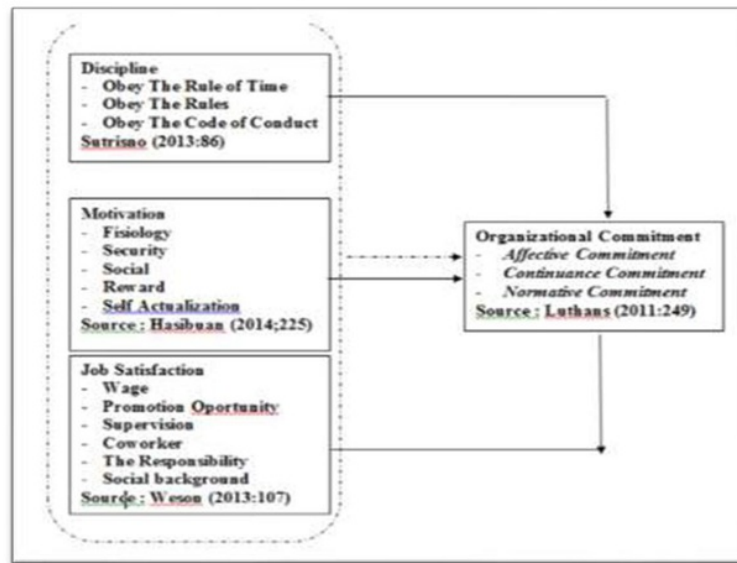 Discipline
- Obey The Rule of Time
- Obey The Rules
- Obey The Code of Conduct
Sutrisno (2013:86)
Motivation
- Fisiology
- Security
- Social
- Reward
- Self Actualization
Source : Hasibuan (2014;225)
Job Satisfaction
- Wage
- Promotion Oportunity
- Supervision
- Coworker
- The Responsibility
- Social background
Source : Weson (2013:107)
Organizational Commitment
- Affective Commitment
- Continuance Commitment
- Normative Commitment
Source : Luthans (2011:249)